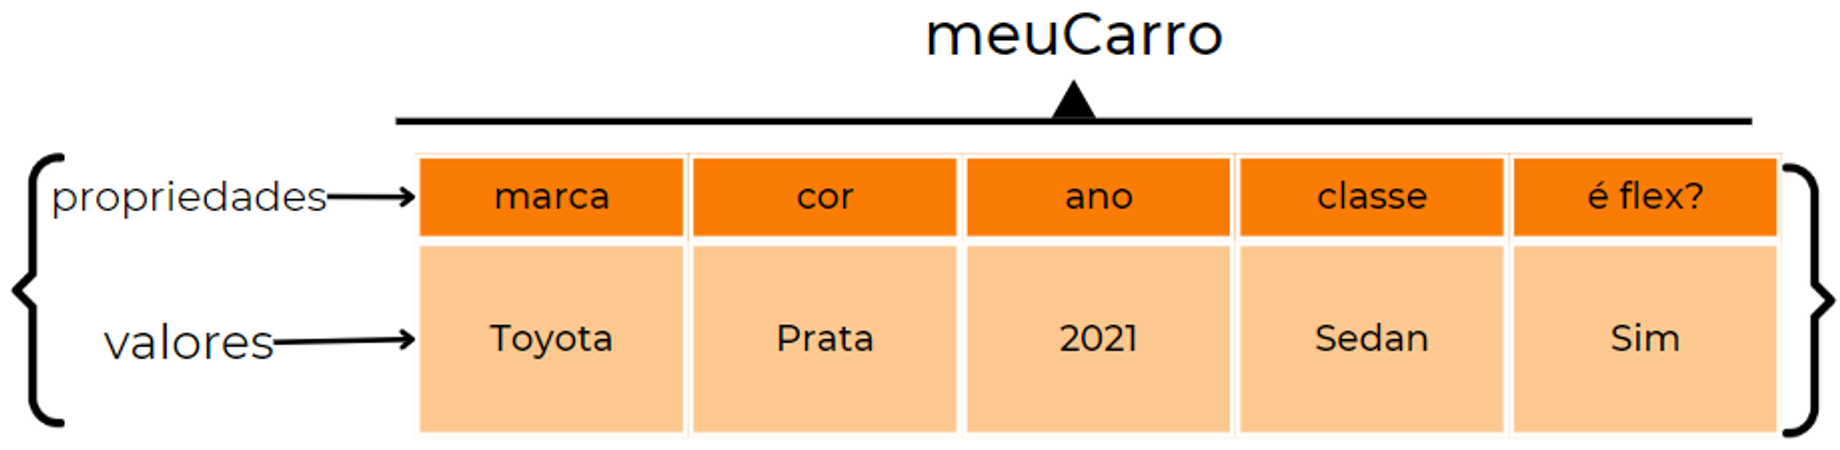 meuCarro
propriedades marca cor ano classe é flex?
valores Toyota Prata 2021 Sedan Sim